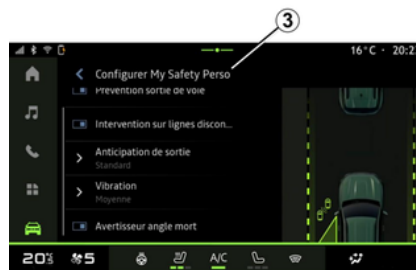 3
16°C · 20:2
Configurer My Safety Perso
Prévention sortie de voie
Intervention sur lignes discon...
Anticipation de sortie
Standard
Vibration
Moyenne
Avertisseur angle mort
20⁵ 5 A/C